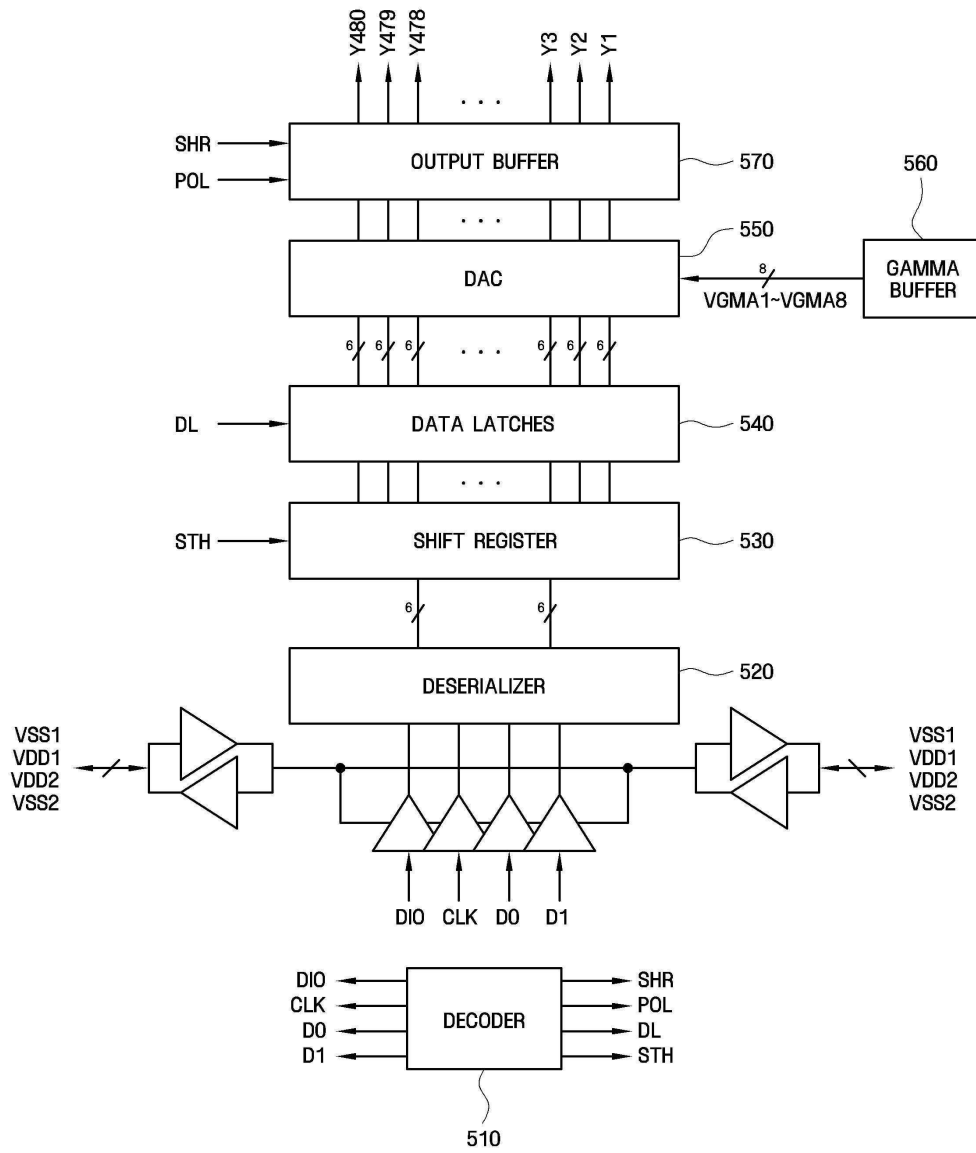 Y480 Y479 Y478 Y3 Y2 Y1
. . .
SHR
POL
OUTPUT BUFFER
570
560
. . .
550
DAC
8
VGMA1~VGMA8
GAMMA
BUFFER
6 6 6 . . . 6 6 6
DL
DATA LATCHES
540
. . .
STH
SHIFT REGISTER
530
6 6
DESERIALIZER
520
VSS1
VDD1
VDD2
VSS2
VSS1
VDD1
VDD2
VSS2
DIO CLK D0 D1
DIO
CLK
D0
D1
DECODER
SHR
POL
DL
STH
510